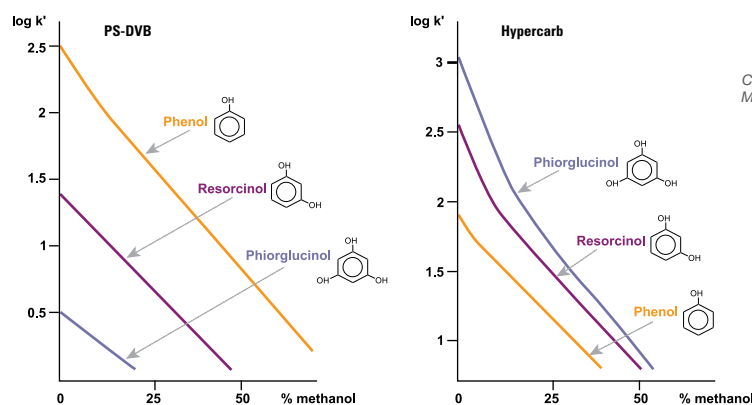 log k'
PS-DVB
2.5
2
1.5
1
0.5
0
25
50
% methanol
Phenol
OH
Resorcinol
OH
OH
Phiorglucinol
OH
HO
OH
log k'
Hypercarb
3
2.5
2
1.5
1
0
25
50
% methanol
Phiorglucinol
OH
HO
OH
Resorcinol
OH
OH
Phenol
OH
C
M